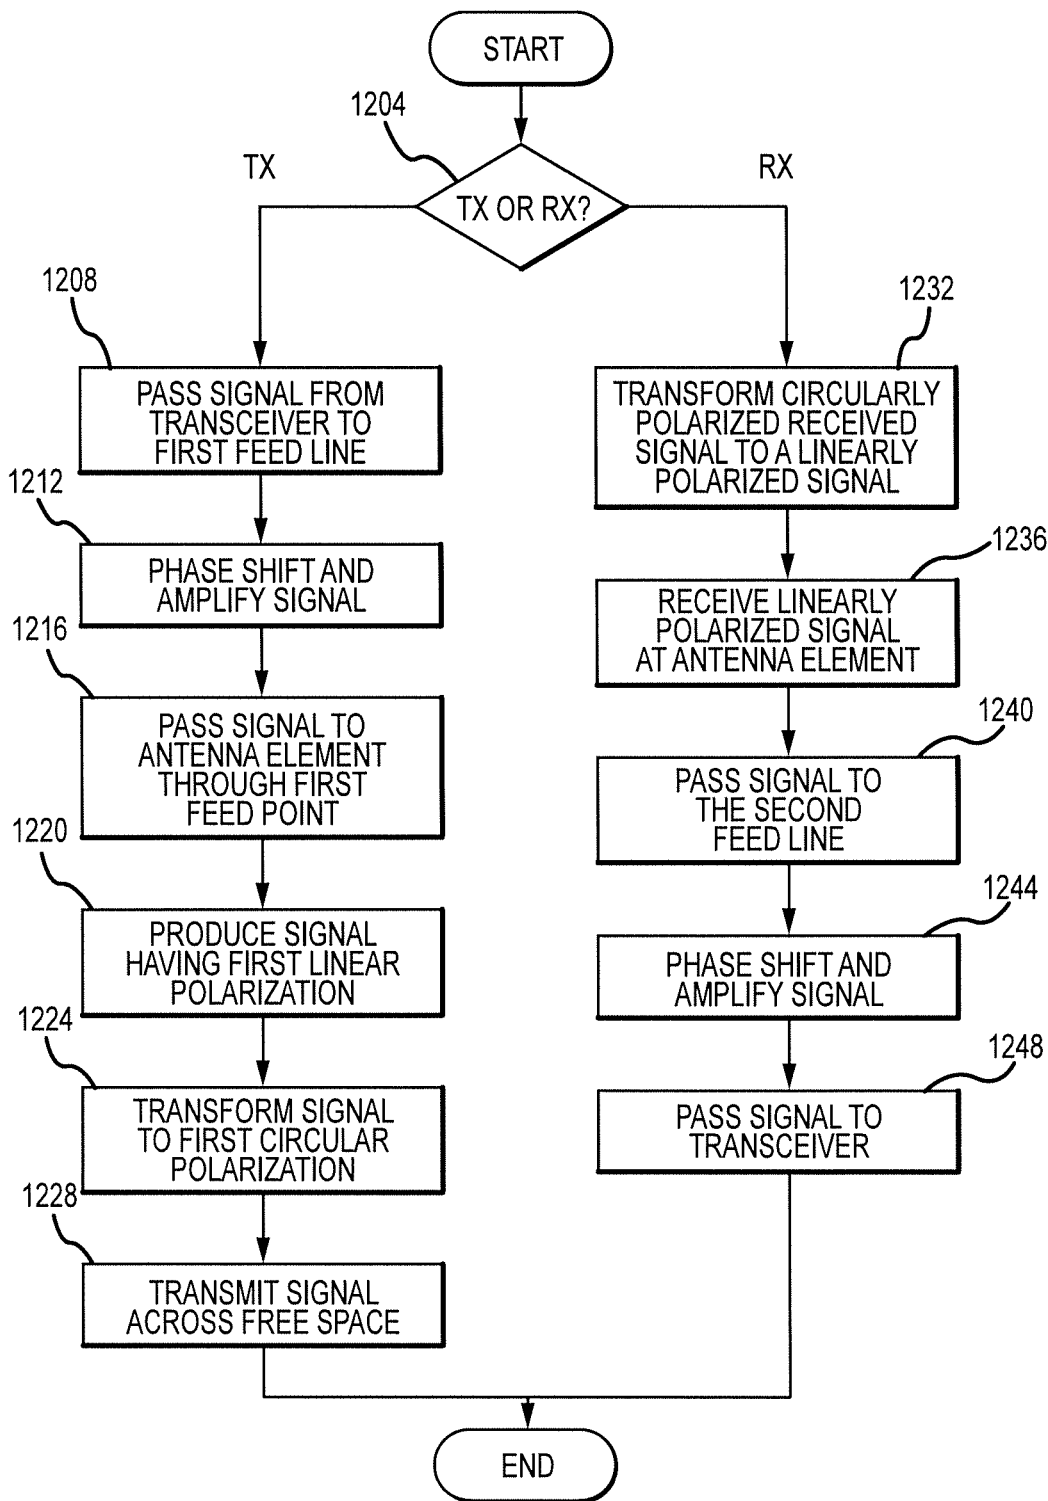 START
1204
TX
RX
TX OR RX?
1208
PASS SIGNAL FROM
TRANSCEIVER TO
FIRST FEED LINE
1212
PHASE SHIFT AND
AMPLIFY SIGNAL
1216
PASS SIGNAL TO
ANTENNA ELEMENT
THROUGH FIRST
FEED POINT
1220
PRODUCE SIGNAL
HAVING FIRST LINEAR
POLARIZATION
1224
TRANSFORM SIGNAL
TO FIRST CIRCULAR
POLARIZATION
1228
TRANSMIT SIGNAL
ACROSS FREE SPACE
1232
TRANSFORM CIRCULARLY
POLARIZED RECEIVED
SIGNAL TO A LINEARLY
POLARIZED SIGNAL
1236
RECEIVE LINEARLY
POLARIZED SIGNAL
AT ANTENNA ELEMENT
1240
PASS SIGNAL TO
THE SECOND
FEED LINE
1244
PHASE SHIFT AND
AMPLIFY SIGNAL
1248
PASS SIGNAL TO
TRANSCEIVER
END